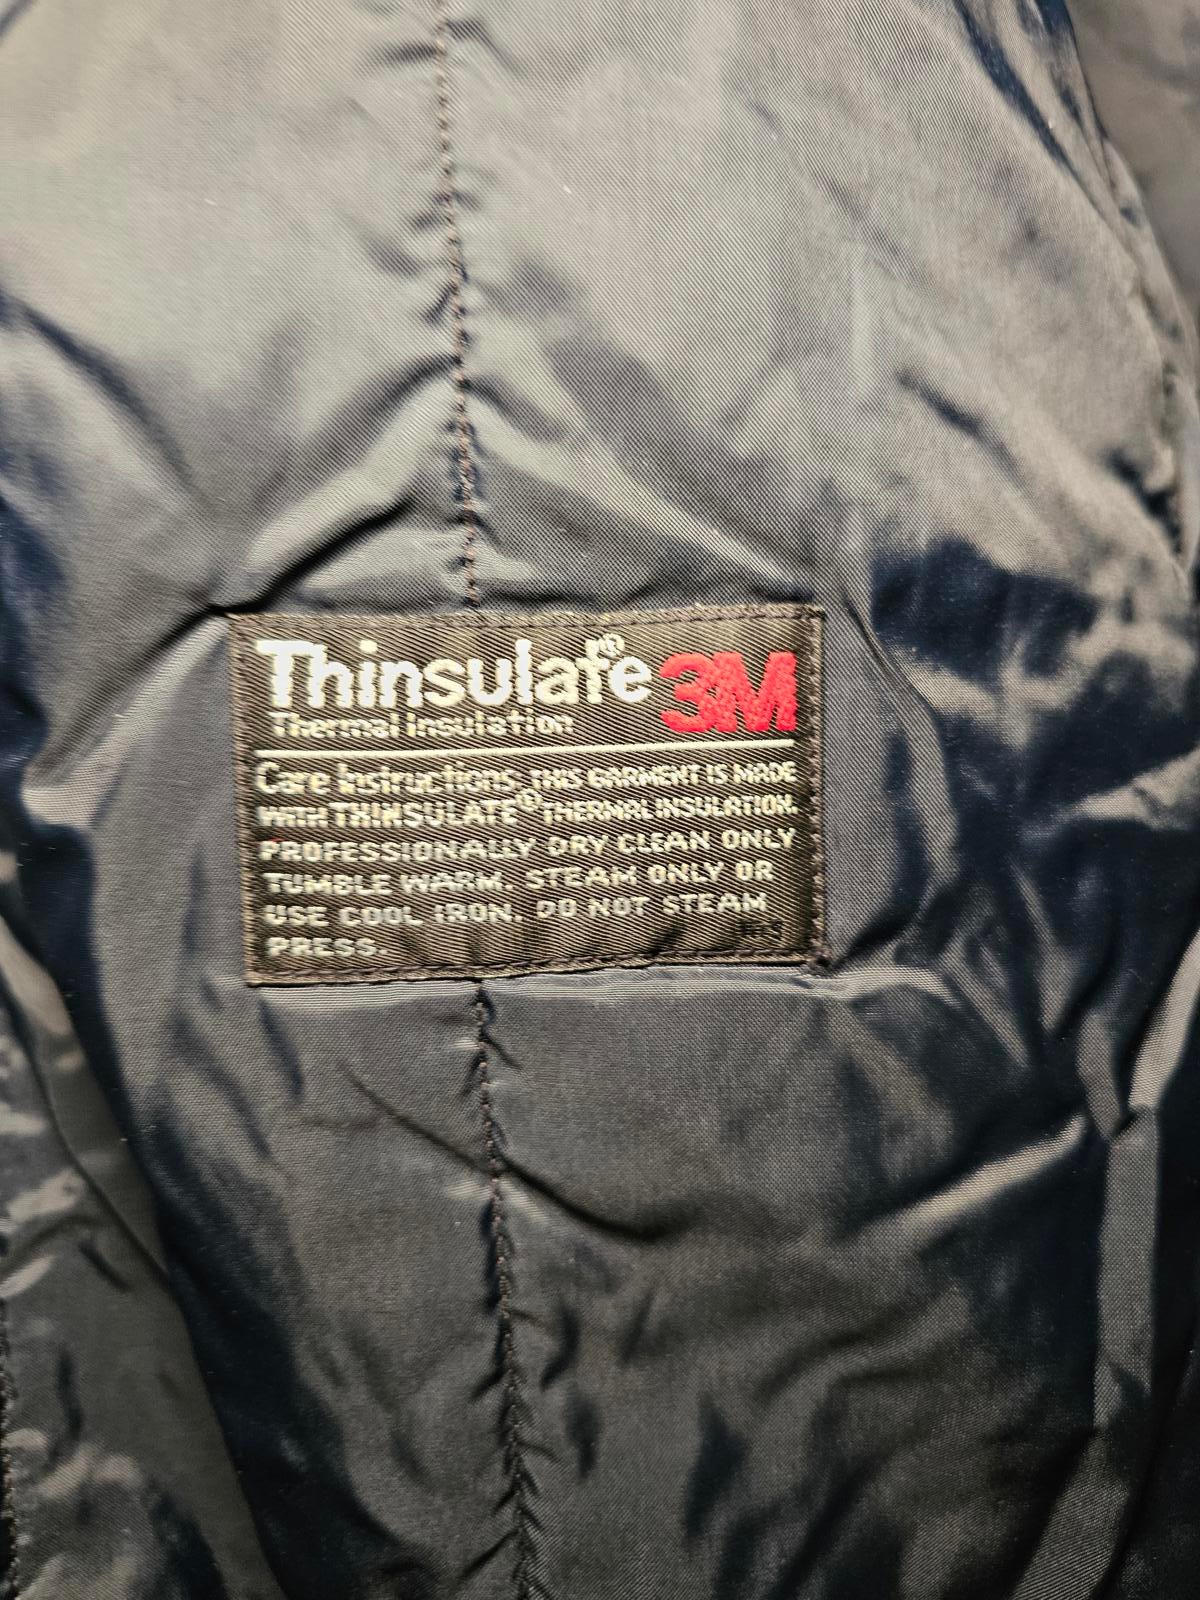 Thinsulate® 3M
Thermal Insulation
Care Instructions: THIS GARMENT IS MADE
WITH THINSULATE® THERMAL INSULATION.
PROFESSIONALLY DRY CLEAN ONLY
TUMBLE WARM. STEAM ONLY OR
USE COOL IRON. DO NOT STEAM
PRESS.